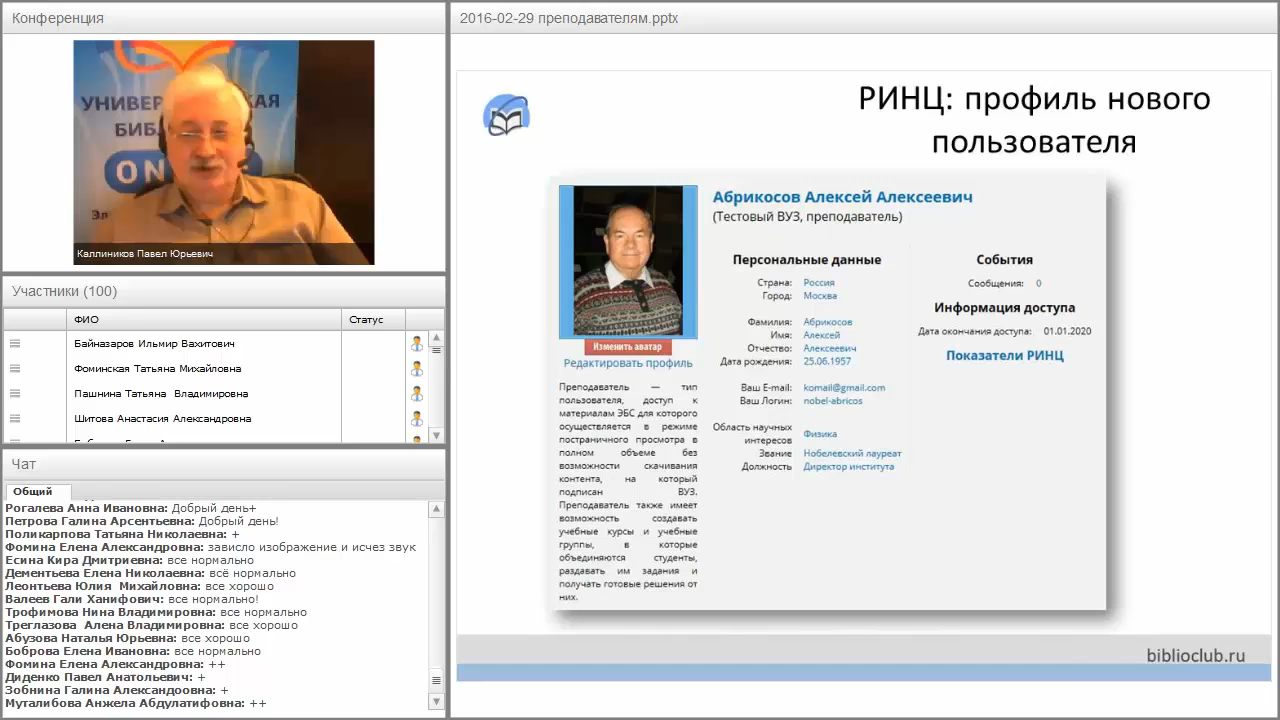 Конференция
УНИВЕР
КАЯ
БИБЛ
ON
Эл
Каллиников Павел Юрьевич
Участники (100)
ФИО
Статус
Байназаров Ильмир Вахитович
Фоминская Татьяна Михайловна
Пашнина Татьяна Владимировна
Шитова Анастасия Александровна
Чат
Общий
Рогалева Анна Ивановна: Добрый день+
Петрова Галина Арсентьевна: Добрый день!
Поликарпова Татьяна Николаевна: +
Фомина Елена Александровна: зависло изображение и исчез звук
Есина Кира Дмитриевна: все нормально
Дементьева Елена Николаевна: всё нормально
Леонтьева Юлия Михайловна: все хорошо
Валеев Гали Ханифович: все нормально!
Трофимова Нина Владимировна: все нормально
Треглазова Алена Владимировна: все хорошо
Абузова Наталья Юрьевна: все хорошо
Боброва Елена Ивановна: все нормально
Фомина Елена Александровна: ++
Диденко Павел Анатольевич: +
Зобнина Галина Александоовна: +
Муталибова Анжела Абдулатифовна: ++
2016-02-29 преподавателям.pptx
РИНЦ: профиль нового
пользователя
Абрикосов Алексей Алексеевич
(Тестовый ВУЗ, преподаватель)
Изменить аватар
Редактировать профиль
Преподаватель — тип
пользователя, доступ к
материалам ЭБС для которого
осуществляется в режиме
постраничного просмотра в
полном объеме без
возможности скачивания
контента, на который
подписан ВУЗ.
Преподаватель также имеет
возможность создавать
учебные курсы и учебные
группы, в которые
объединяются студенты,
раздавать им задания и
получать готовые решения от
них.
Персональные данные
Страна: Россия
Город: Москва
Фамилия: Абрикосов
Имя: Алексей
Отчество: Алексеевич
Дата рождения: 25.06.1957
Ваш E-mail: komail@gmail.com
Ваш Логин: nobel-abricos
Область научных
интересов Физика
Звание Нобелевский лауреат
Должность Директор института
События
Сообщения: 0
Информация доступа
Дата окончания доступа: 01.01.2020
Показатели РИНЦ
biblioclub.ru